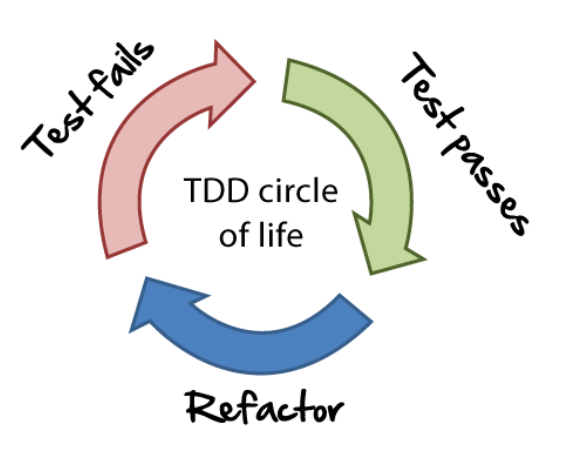 Test fails
Test passes
TDD circle
of life
Refactor